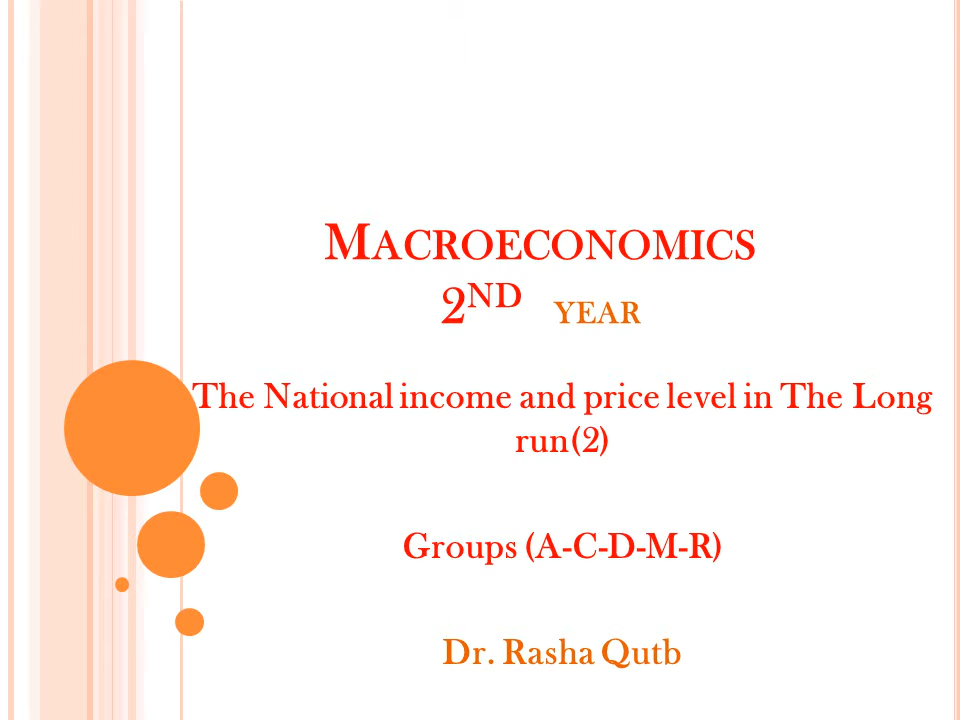 MACROECONOMICS
2ND YEAR
The National income and price level in The Long
run(2)
Groups (A-C-D-M-R)
Dr. Rasha Qutb